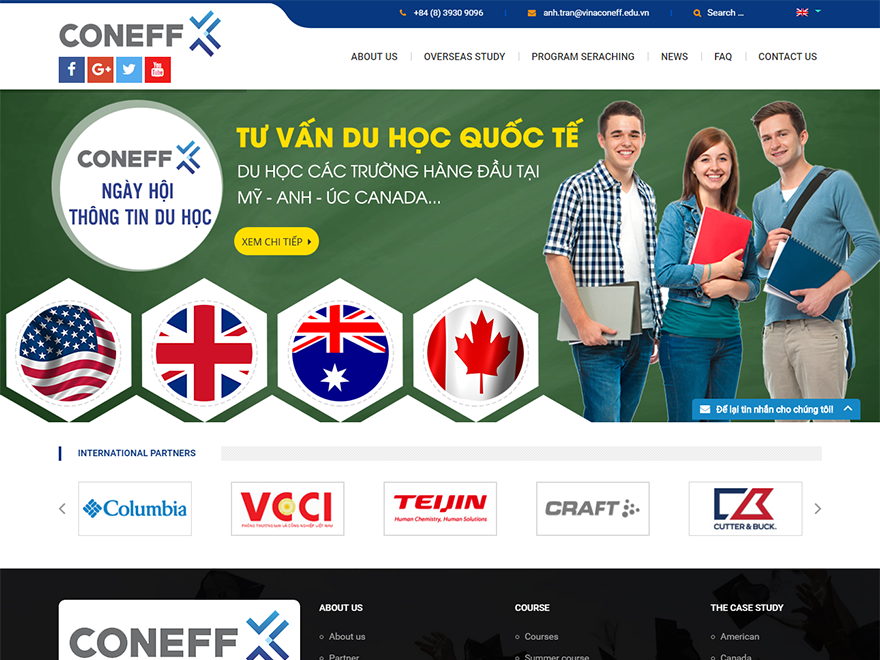 +84 (8) 3930 9096
anh.tran@vinaconeff.edu.vn
Search ...
CONEFF
f
G+
You
Tube
ABOUT US
OVERSEAS STUDY
PROGRAM SERACHING
NEWS
FAQ
CONTACT US
CONEFF
NGÀY HỘI
THÔNG TIN DU HỌC
TƯ VẤN DU HỌC QUỐC TẾ
DU HỌC CÁC TRƯỜNG HÀNG ĐẦU TẠI
MỸ - ANH - ÚC CANADA...
XEM CHI TIẾP
Để lại tin nhắn cho chúng tôi!
INTERNATIONAL PARTNERS
Columbia
VCCI
PHÒNG THƯƠNG MẠI VÀ CÔNG NGHIỆP VIỆT NAM
TEIJIN
Human Chemistry, Human Solutions
CRAFT
CUTTER & BUCK.
CONEFF
ABOUT US
About us
Partner
COURSE
Courses
Summer course
THE CASE STUDY
American
Canada